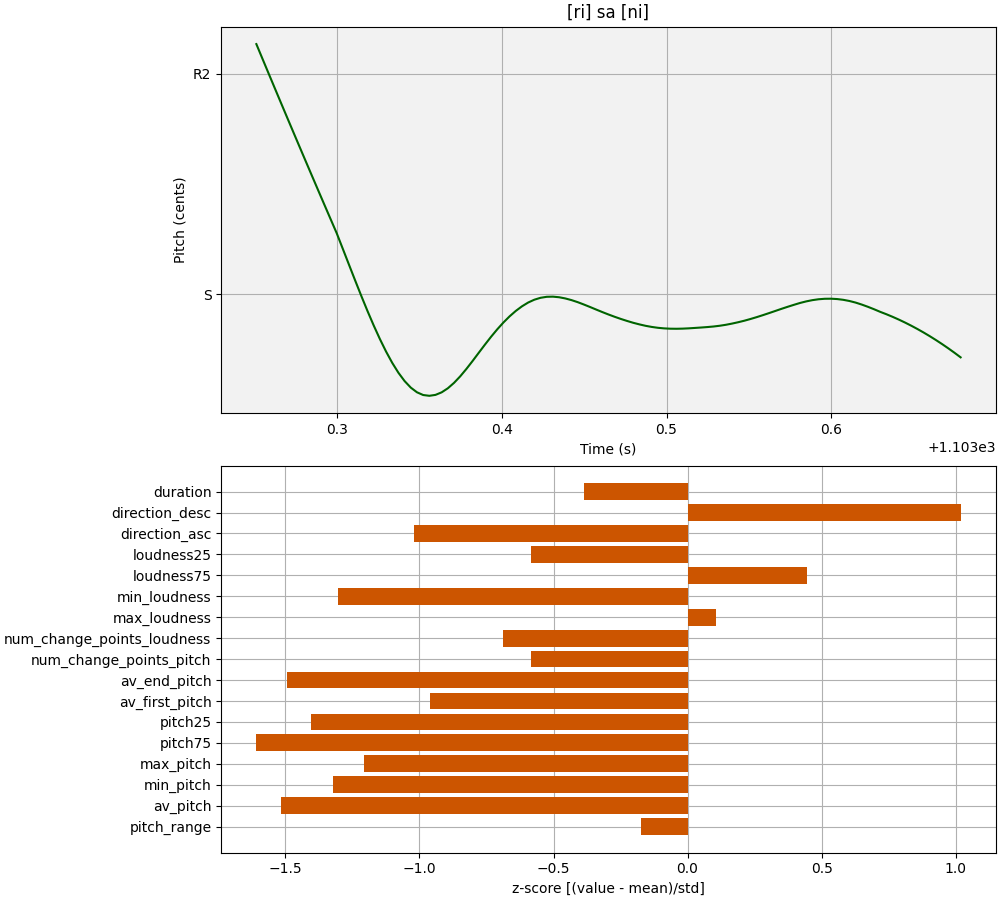 [ri] sa [ni]
R2
S
Pitch (cents)
0.3
0.4
0.5
0.6
Time (s)
+1.103e3
duration
direction_desc
direction_asc
loudness25
loudness75
min_loudness
max_loudness
num_change_points_loudness
num_change_points_pitch
av_end_pitch
av_first_pitch
pitch25
pitch75
max_pitch
min_pitch
av_pitch
pitch_range
−1.5
−1.0
−0.5
0.0
0.5
1.0
z-score [(value - mean)/std]